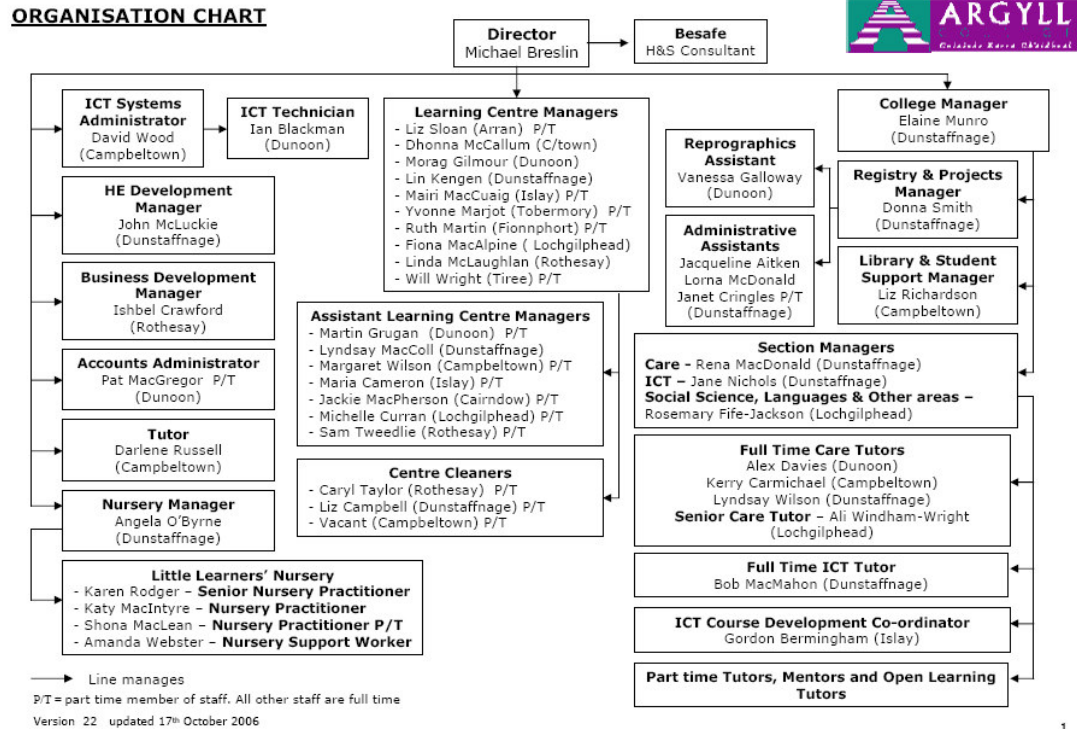 ORGANISATION CHART
Director
Michael Breslin
Besafe
H&S Consultant
ARGYLL
COLLEGE
ICT Systems
Administrator
David Wood
(Campbeltown)
ICT Technician
Ian Blackman
(Dunoon)
HE Development
Manager
John McLuckie
(Dunstaffnage)
Business Development
Manager
Ishbel Crawford
(Rothesay)
Accounts Administrator
Pat MacGregor P/T
(Dunoon)
Tutor
Darlene Russell
(Campbeltown)
Nursery Manager
Angela O'Byrne
(Dunstaffnage)
Little Learners' Nursery
- Karen Rodger – Senior Nursery Practitioner
- Katy MacIntyre – Nursery Practitioner
- Shona MacLean – Nursery Practitioner P/T
- Amanda Webster – Nursery Support Worker
Learning Centre Managers
- Liz Sloan (Arran) P/T
- Dhonna McCallum (C/town)
- Morag Gilmour (Dunoon)
- Lin Kengen (Dunstaffnage)
- Mairi MacCuaig (Islay) P/T
- Yvonne Marjot (Tobermory) P/T
- Ruth Martin (Fionnphort) P/T
- Fiona MacAlpine ( Lochgilphead)
- Linda McLaughlan (Rothesay)
- Will Wright (Tiree) P/T
Assistant Learning Centre Managers
- Martin Grugan (Dunoon) P/T
- Lyndsay MacColl (Dunstaffnage)
- Margaret Wilson (Campbeltown) P/T
- Maria Cameron (Islay) P/T
- Jackie MacPherson (Cairndow) P/T
- Michelle Curran (Lochgilphead) P/T
- Sam Tweedlie (Rothesay) P/T
Centre Cleaners
- Caryl Taylor (Rothesay) P/T
- Liz Campbell (Dunstaffnage) P/T
- Vacant (Campbeltown) P/T
College Manager
Elaine Munro
(Dunstaffnage)
Reprographics
Assistant
Vanessa Galloway
(Dunoon)
Administrative
Assistants
Jacqueline Aitken
Lorna McDonald
Janet Cringles P/T
(Dunstaffnage)
Registry & Projects
Manager
Donna Smith
(Dunstaffnage)
Library & Student
Support Manager
Liz Richardson
(Campbeltown)
Section Managers
Care - Rena MacDonald (Dunstaffnage)
ICT – Jane Nichols (Dunstaffnage)
Social Science, Languages & Other areas –
Rosemary Fife-Jackson (Lochgilphead)
Full Time Care Tutors
Alex Davies (Dunoon)
Kerry Carmichael (Campbeltown)
Lyndsay Wilson (Dunstaffnage)
Senior Care Tutor – Ali Windham-Wright
(Lochgilphead)
Full Time ICT Tutor
Bob MacMahon (Dunstaffnage)
ICT Course Development Co-ordinator
Gordon Bermingham (Islay)
Part time Tutors, Mentors and Open Learning
Tutors
Line manages
P/T = part time member of staff. All other staff are full time
Version 22 updated 17th October 2006
1